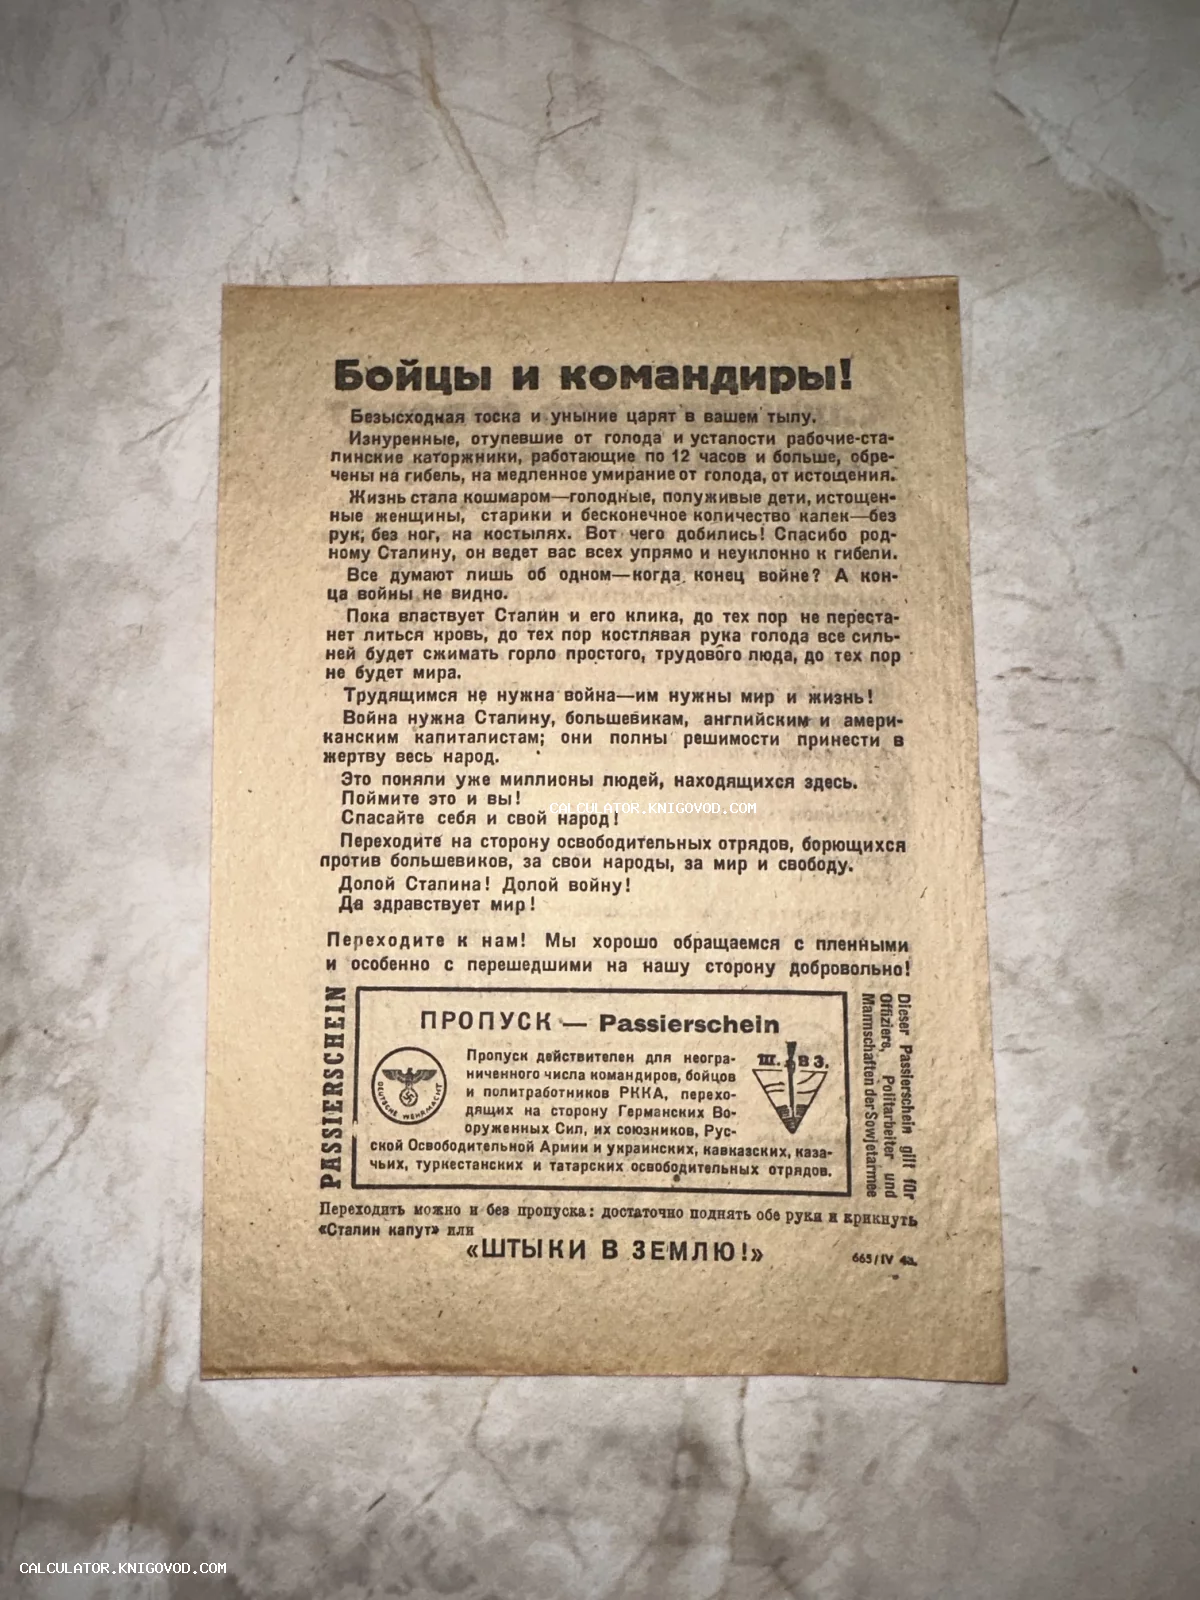 Бойцы и командиры!
Безысходная тоска и уныние царят в вашем тылу.
Изнуренные, отупевшие от голода и усталости рабочие-ста-
линские каторжники, работающие по 12 часов и больше, обре-
чены на гибель, на медленное умирание от голода, от истощения.
Жизнь стала кошмаром—голодные, полуживые дети, истощен-
ные женщины, старики и бесконечное количество калек—без
рук, без ног, на костылях. Вот чего добились! Спасибо род-
ному Сталину, он ведет вас всех упрямо и неуклонно к гибели.
Все думают лишь об одном—когда конец войне? А кон-
ца войны не видно.
Пока властвует Сталин и его клика, до тех пор не переста-
нет литься кровь, до тех пор костлявая рука голода все силь-
ней будет сжимать горло простого, трудового люда, до тех пор
не будет мира.
Трудящимся не нужна война—им нужны мир и жизнь!
Война нужна Сталину, большевикам, английским и амери-
канским капиталистам; они полны решимости принести в
жертву весь народ.
Это поняли уже миллионы людей, находящихся здесь.
Поймите это и вы!
Спасайте себя и свой народ!
Переходите на сторону освободительных отрядов, борющихся
против большевиков, за свои народы, за мир и свободу.
Долой Сталина! Долой войну!
Да здравствует мир!
Переходите к нам! Мы хорошо обращаемся с пленными
и особенно с перешедшими на нашу сторону добровольно!
PASSIERSCHEIN
ПРОПУСК — Passierschein
DEUTSCHE WEHRMACHT
Ш. В З.
Пропуск действителен для неогра-
ниченного числа командиров, бойцов
и политработников РККА, перехо-
дящих на сторону Германских Во-
оруженных Сил, их союзников, Рус-
ской Освободительной Армии и украинских, кавказских, каза-
чьих, туркестанских и татарских освободительных отрядов.
Dieser Passierschein gilt für
Offiziere, Politarbeiter und
Mannschaften der Sowjetarmee
Переходить можно и без пропуска: достаточно поднять обе руки и крикнуть
«Сталин капут» или
«ШТЫКИ В ЗЕМЛЮ!»
665/IV 43.
CALCULATOR.KNIGOVOD.COM
CALCULATOR.KNIGOVOD.COM